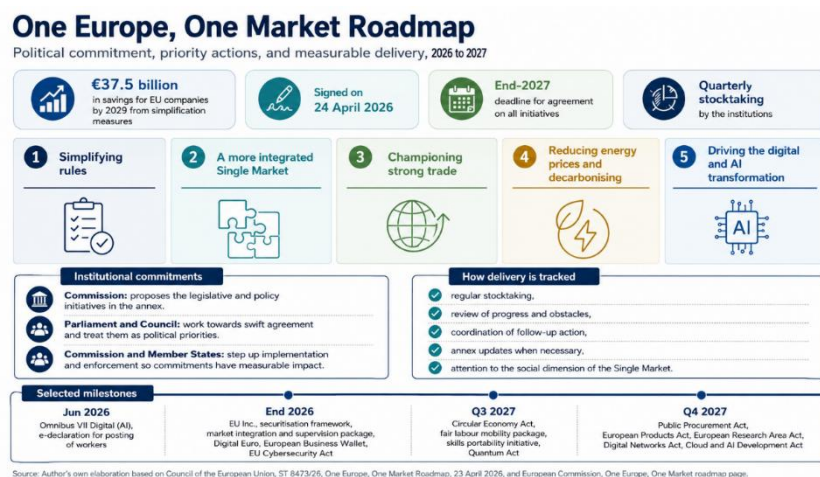 One Europe, One Market Roadmap
Political commitment, priority actions, and measurable delivery, 2026 to 2027
€37.5 billion
in savings for EU companies
by 2029 from simplification
measures
Signed on
24 April 2026
End-2027
deadline for agreement
on all initiatives
Quarterly
stocktaking
by the institutions
1
Simplifying
rules
2
A more integrated
Single Market
3
Championing
strong trade
4
Reducing energy
prices and
decarbonising
5
Driving the digital
and AI
transformation
AI
Institutional commitments
Commission: proposes the legislative and policy
initiatives in the annex.
Parliament and Council: work towards swift agreement
and treat them as political priorities.
Commission and Member States: step up implementation
and enforcement so commitments have measurable impact.
How delivery is tracked
regular stocktaking,
review of progress and obstacles,
coordination of follow-up action,
annex updates when necessary,
attention to the social dimension of the Single Market.
Selected milestones
Jun 2026
Omnibus VII Digital (AI),
e-declaration for posting
of workers
End 2026
EU Inc., securitisation framework,
market integration and supervision package,
Digital Euro, European Business Wallet,
EU Cybersecurity Act
Q3 2027
Circular Economy Act,
fair labour mobility package,
skills portability initiative,
Quantum Act
Q4 2027
Public Procurement Act,
European Products Act, European Research Area Act,
Digital Networks Act, Cloud and AI Development Act
Source: Author's own elaboration based on Council of the European Union, ST 8473/26, One Europe, One Market Roadmap, 23 April 2026, and European Commission, One Europe, One Market roadmap page.